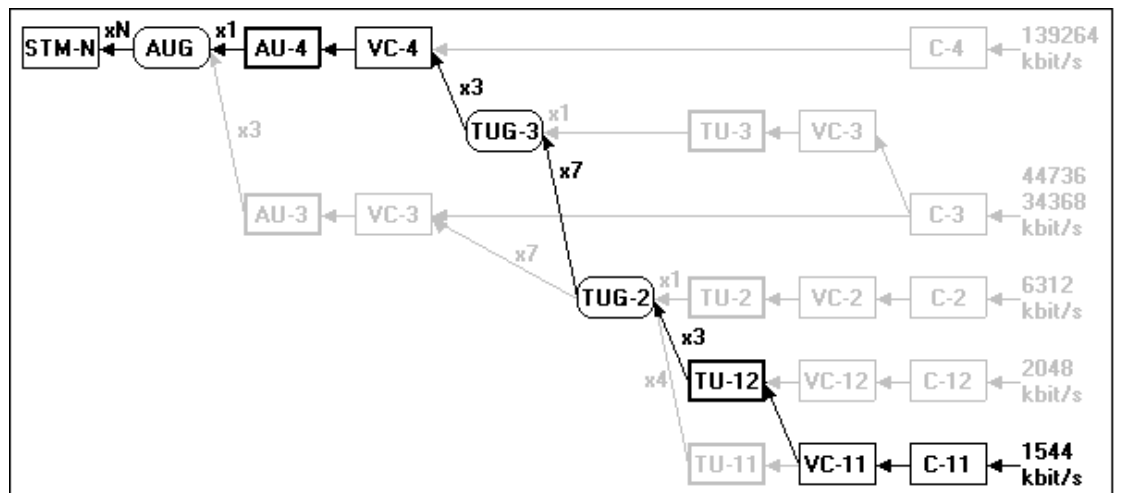 xN
x1
STM-N
AUG
AU-4
VC-4
C-4
139264
kbit/s
x3
x1
TUG-3
TU-3
VC-3
x3
x7
44736
34368
kbit/s
AU-3
VC-3
C-3
x7
x1
TUG-2
TU-2
VC-2
C-2
6312
kbit/s
x3
x4
TU-12
VC-12
C-12
2048
kbit/s
TU-11
VC-11
C-11
1544
kbit/s